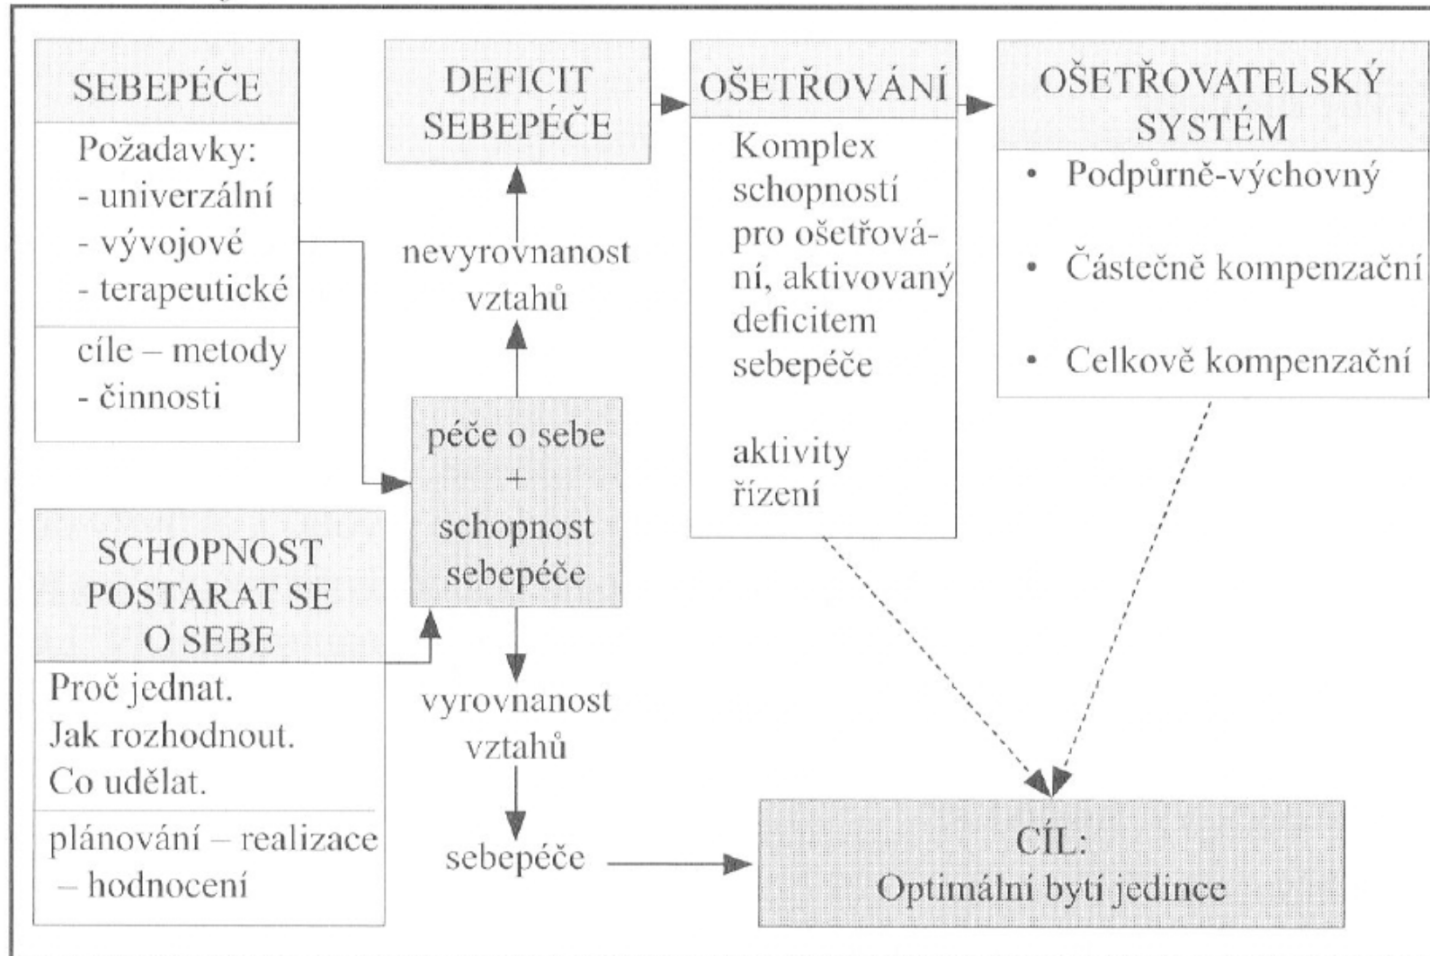 SEBEPÉČE
Požadavky:
- univerzální
- vývojové
- terapeutické
cíle – metody
- činnosti
SCHOPNOST
POSTARAT SE
O SEBE
Proč jednat.
Jak rozhodnout.
Co udělat.
plánování – realizace
– hodnocení
DEFICIT
SEBEPÉČE
nevyrovnanost
vztahů
péče o sebe
+
schopnost
sebepéče
vyrovnanost
vztahů
sebepéče
OŠETŘOVÁNÍ
Komplex
schopností
pro ošetřová-
ní, aktivovaný
deficitem
sebepéče
aktivity
řízení
OŠETŘOVATELSKÝ
SYSTÉM
• Podpůrně-výchovný
• Částečně kompenzační
• Celkově kompenzační
CÍL:
Optimální bytí jedince